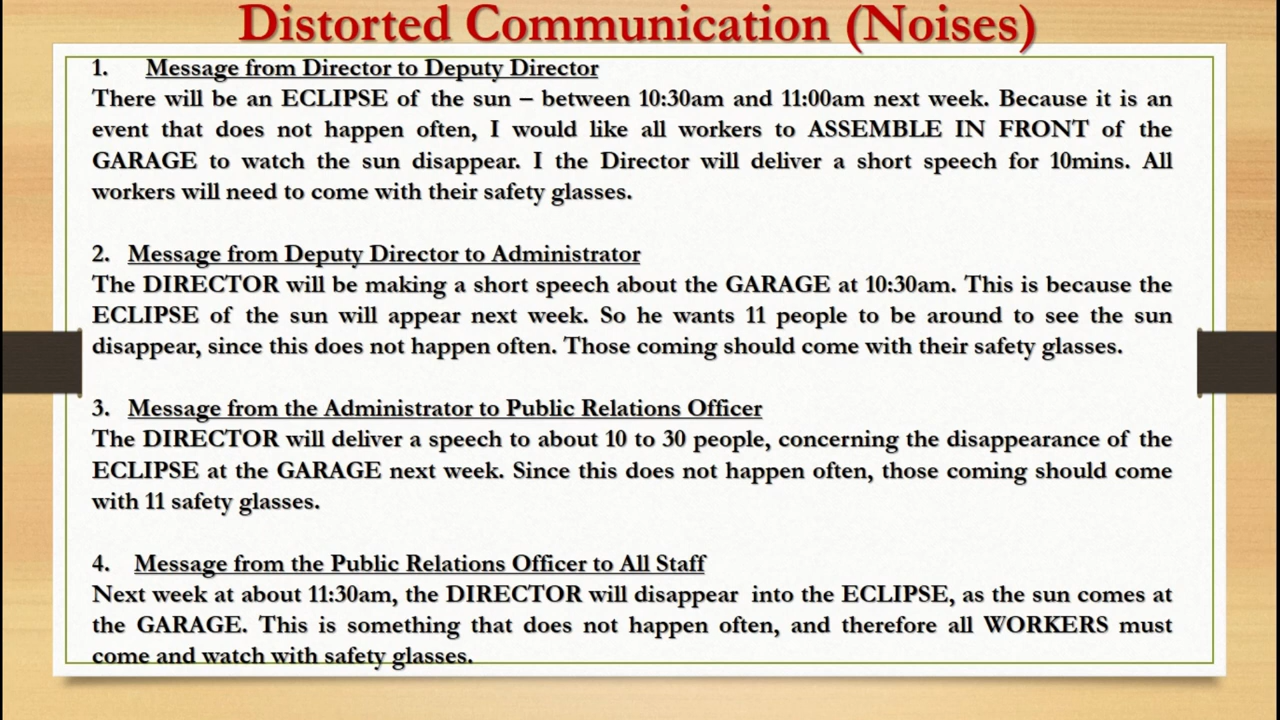 Distorted Communication (Noises)
1. Message from Director to Deputy Director
There will be an ECLIPSE of the sun – between 10:30am and 11:00am next week. Because it is an
event that does not happen often, I would like all workers to ASSEMBLE IN FRONT of the
GARAGE to watch the sun disappear. I the Director will deliver a short speech for 10mins. All
workers will need to come with their safety glasses.
2. Message from Deputy Director to Administrator
The DIRECTOR will be making a short speech about the GARAGE at 10:30am. This is because the
ECLIPSE of the sun will appear next week. So he wants 11 people to be around to see the sun
disappear, since this does not happen often. Those coming should come with their safety glasses.
3. Message from the Administrator to Public Relations Officer
The DIRECTOR will deliver a speech to about 10 to 30 people, concerning the disappearance of the
ECLIPSE at the GARAGE next week. Since this does not happen often, those coming should come
with 11 safety glasses.
4. Message from the Public Relations Officer to All Staff
Next week at about 11:30am, the DIRECTOR will disappear into the ECLIPSE, as the sun comes at
the GARAGE. This is something that does not happen often, and therefore all WORKERS must
come and watch with safety glasses.